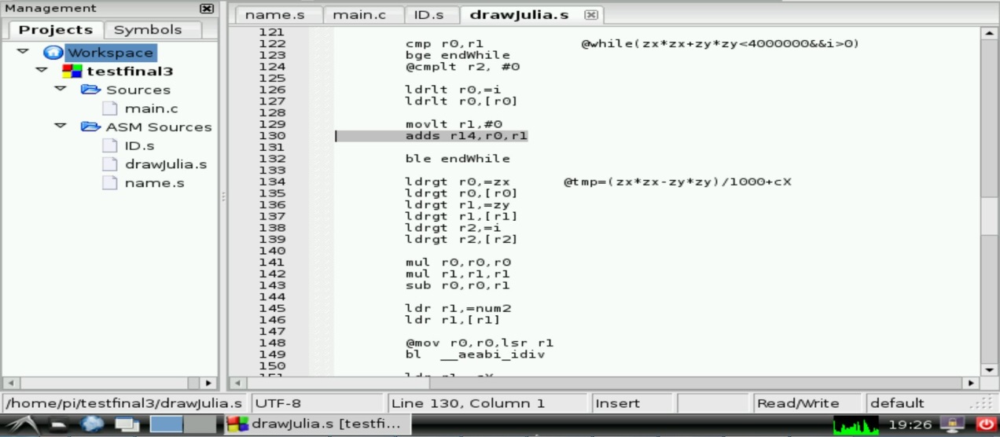 Management
Projects Symbols
Workspace
testfinal3
Sources
main.c
ASM Sources
ID.s
drawJulia.s
name.s
name.s main.c ID.s drawJulia.s
121
122 cmp r0,r1 @while(zx*zx+zy*zy<4000000&&i>0)
123 bge endWhile
124 @cmplt r2, #0
125
126 ldrlt r0,=i
127 ldrlt r0,[r0]
128
129 movlt r1,#0
130 adds r14,r0,r1
131
132 ble endWhile
133
134 ldrgt r0,=zx @tmp=(zx*zx-zy*zy)/1000+cX
135 ldrgt r0,[r0]
136 ldrgt r1,=zy
137 ldrgt r1,[r1]
138 ldrgt r2,=i
139 ldrgt r2,[r2]
140
141 mul r0,r0,r0
142 mul r1,r1,r1
143 sub r0,r0,r1
144
145 ldr r1,=num2
146 ldr r1,[r1]
147
148 @mov r0,r0,lsr r1
149 bl __aeabi_idiv
150
/home/pi/testfinal3/drawJulia.s UTF-8 Line 130, Column 1 Insert Read/Write default
drawJulia.s [testfi... 19:26